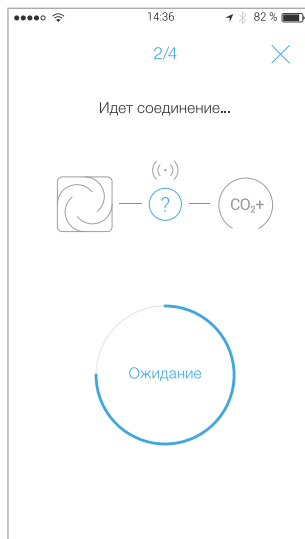 14:36 82 %
2/4
Идет соединение...
? CO₂+
Ожидание